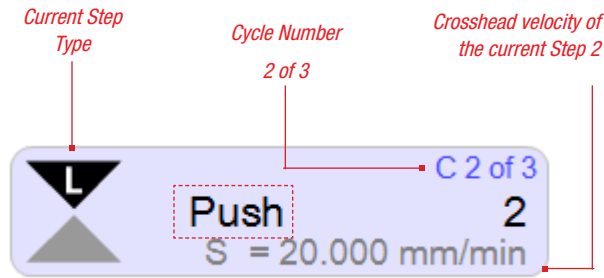 Current Step
Type
Cycle Number
2 of 3
Crosshead velocity of
the current Step 2
L
C 2 of 3
Push 2
S = 20.000 mm/min